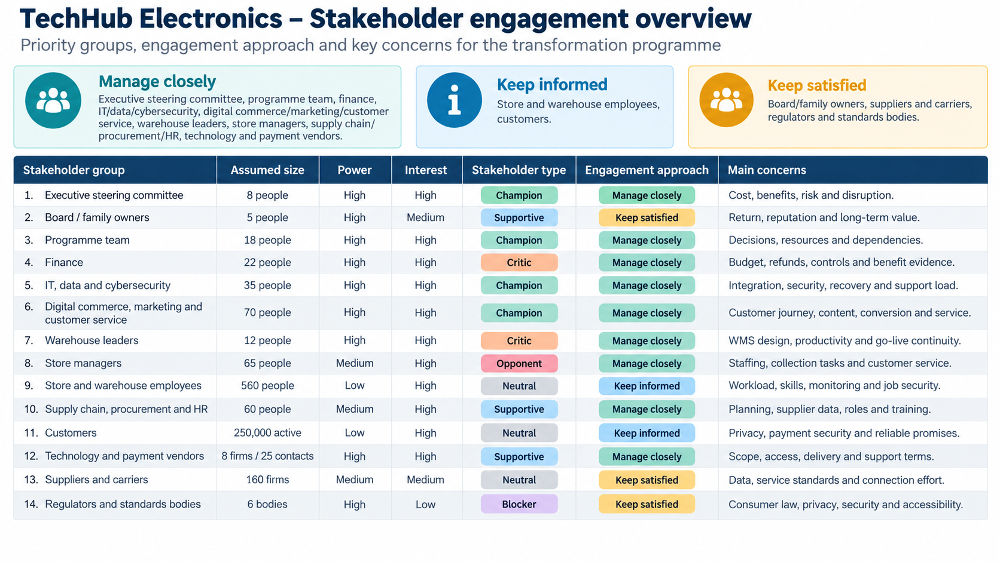 TechHub Electronics – Stakeholder engagement overview
Priority groups, engagement approach and key concerns for the transformation programme
Manage closely
Executive steering committee, programme team, finance,
IT/data/cybersecurity, digital commerce/marketing/customer
service, warehouse leaders, store managers, supply chain/
procurement/HR, technology and payment vendors.
Keep informed
Store and warehouse employees,
customers.
Keep satisfied
Board/family owners, suppliers and carriers,
regulators and standards bodies.
Stakeholder group Assumed size Power Interest Stakeholder type Engagement approach Main concerns
1. Executive steering committee 8 people High High Champion Manage closely Cost, benefits, risk and disruption.
2. Board / family owners 5 people High Medium Supportive Keep satisfied Return, reputation and long-term value.
3. Programme team 18 people High High Champion Manage closely Decisions, resources and dependencies.
4. Finance 22 people High High Critic Manage closely Budget, refunds, controls and benefit evidence.
5. IT, data and cybersecurity 35 people High High Champion Manage closely Integration, security, recovery and support load.
6. Digital commerce, marketing and
customer service 70 people High High Champion Manage closely Customer journey, content, conversion and service.
7. Warehouse leaders 12 people High High Critic Manage closely WMS design, productivity and go-live continuity.
8. Store managers 65 people Medium High Opponent Manage closely Staffing, collection tasks and customer service.
9. Store and warehouse employees 560 people Low High Neutral Keep informed Workload, skills, monitoring and job security.
10. Supply chain, procurement and HR 60 people Medium High Supportive Manage closely Planning, supplier data, roles and training.
11. Customers 250,000 active Low High Neutral Keep informed Privacy, payment security and reliable promises.
12. Technology and payment vendors 8 firms / 25 contacts High High Supportive Manage closely Scope, access, delivery and support terms.
13. Suppliers and carriers 160 firms Medium Medium Neutral Keep satisfied Data, service standards and connection effort.
14. Regulators and standards bodies 6 bodies High Low Blocker Keep satisfied Consumer law, privacy, security and accessibility.